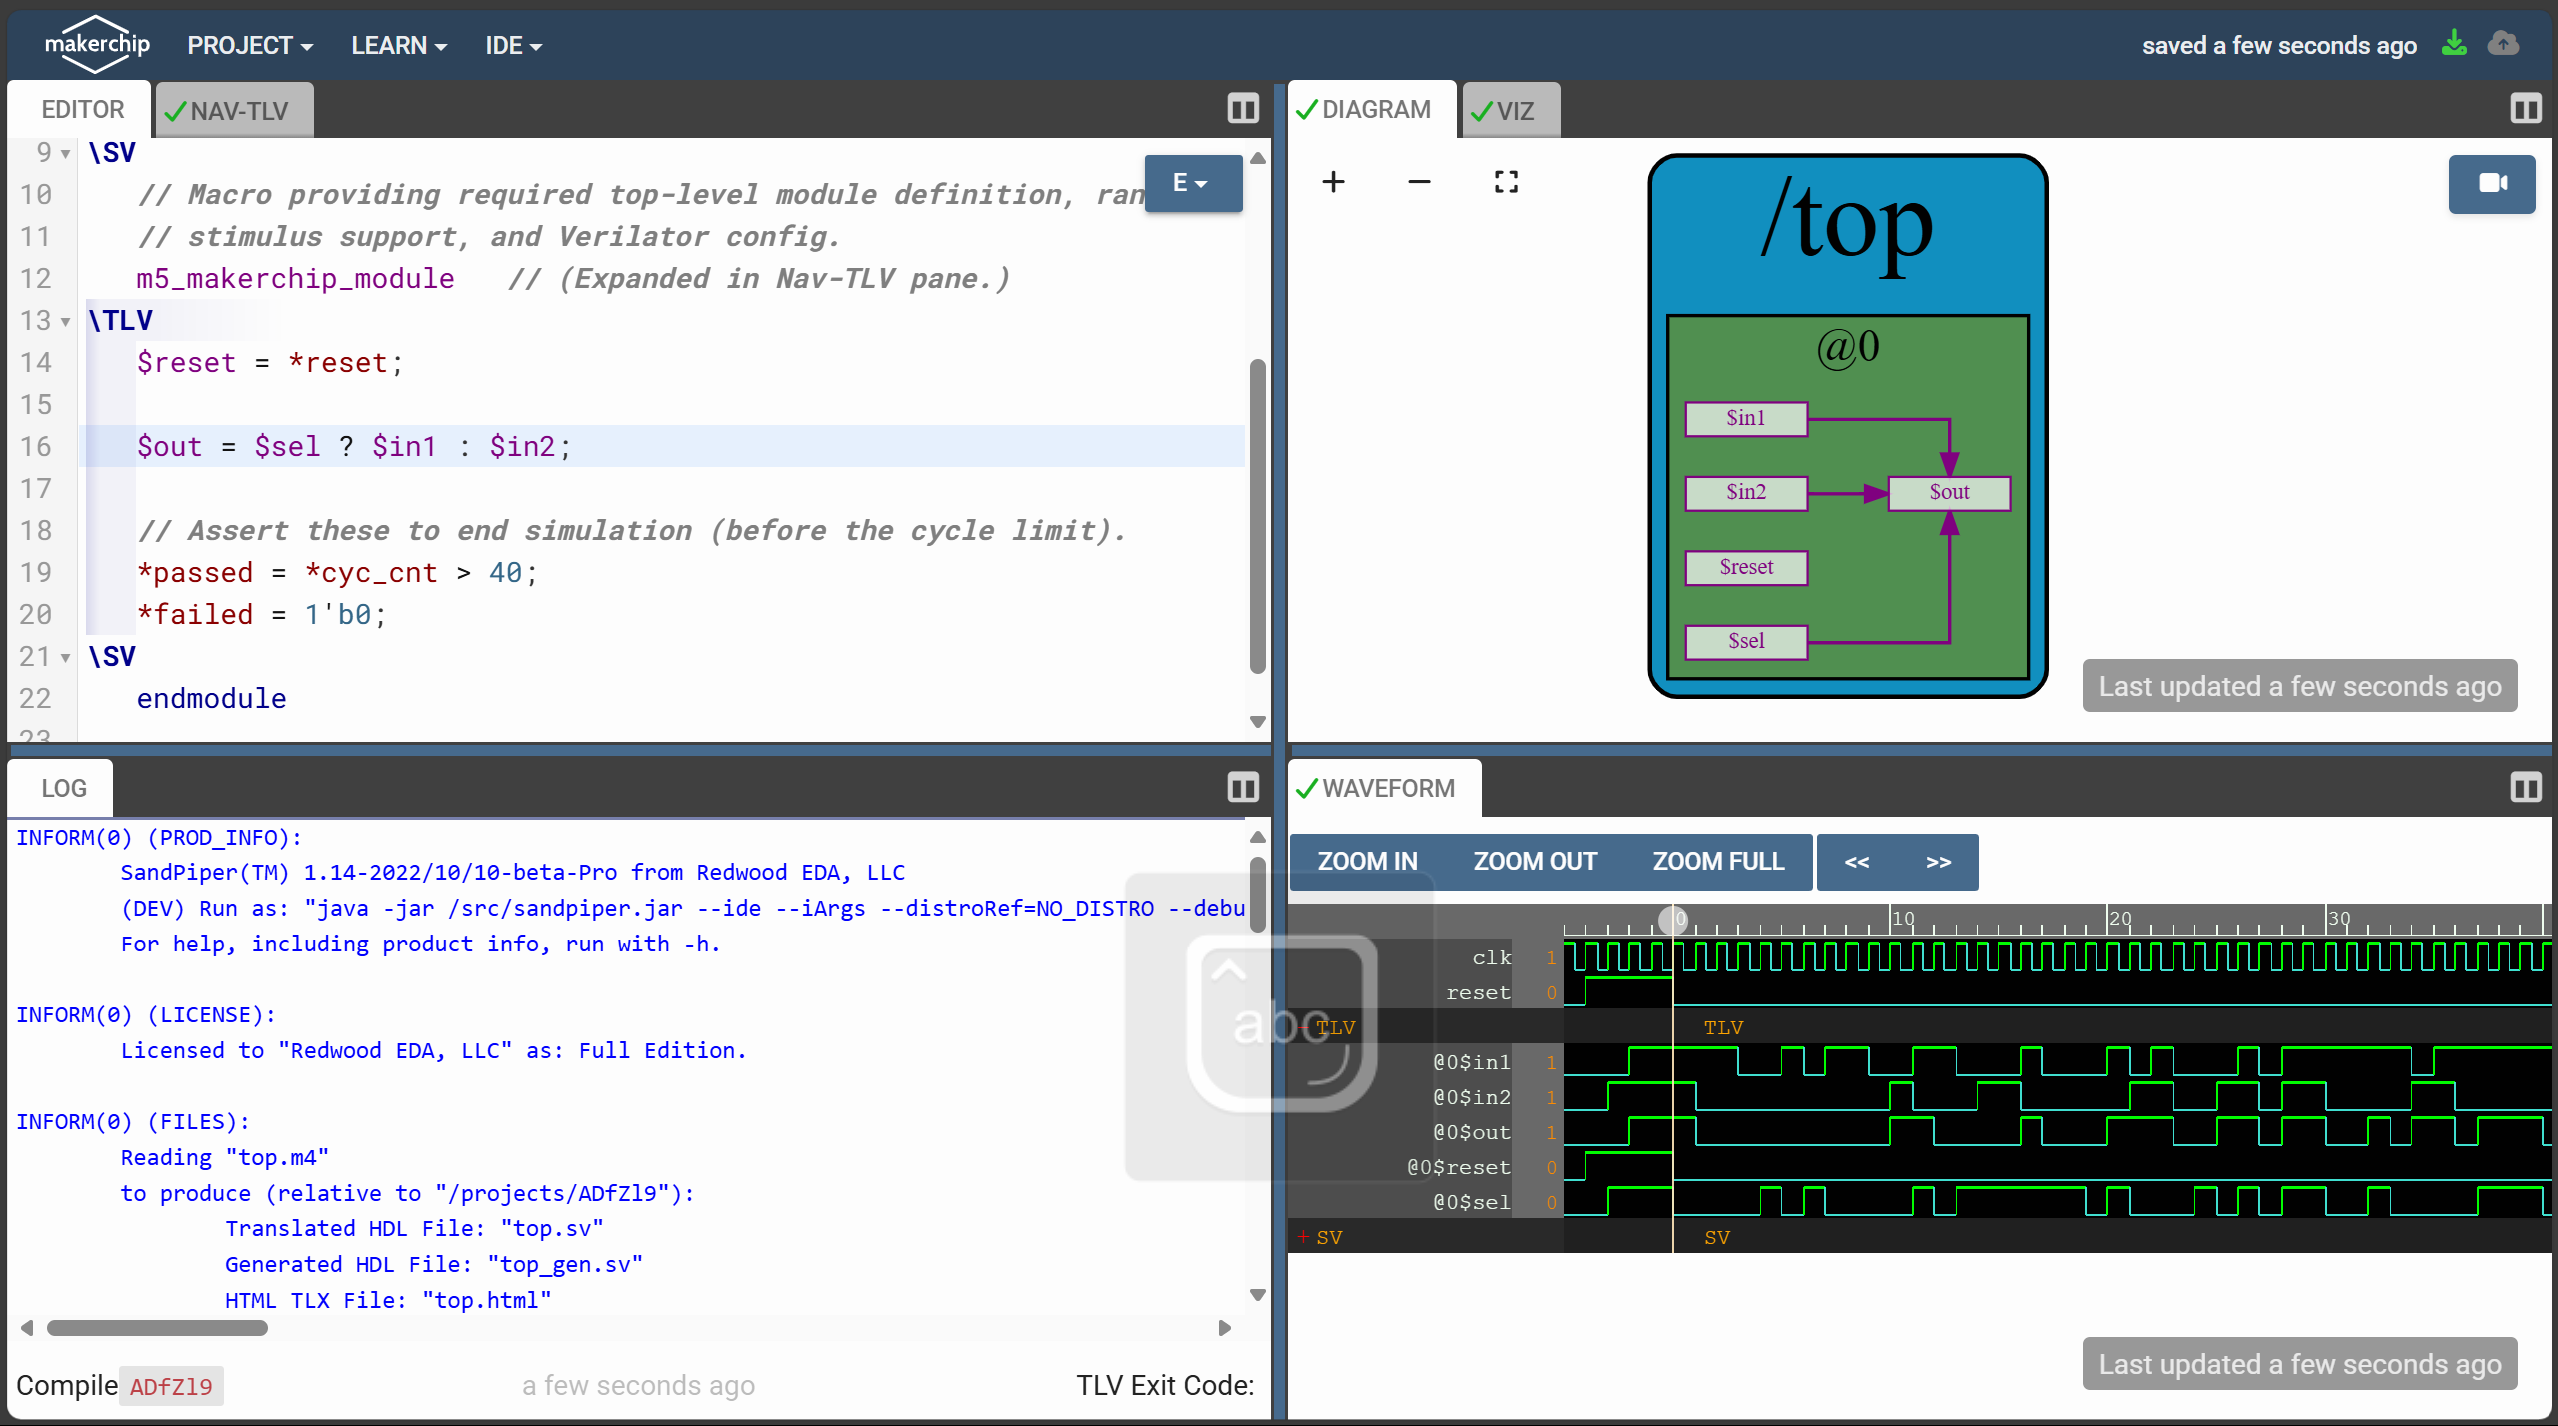 makerchip PROJECT LEARN IDE saved a few seconds ago
EDITOR NAV-TLV
9 \SV
E
10 // Macro providing required top-level module definition, ran
11 // stimulus support, and Verilator config.
12 m5_makerchip_module // (Expanded in Nav-TLV pane.)
13 \TLV
14 $reset = *reset;
15
16 $out = $sel ? $in1 : $in2;
17
18 // Assert these to end simulation (before the cycle limit).
19 *passed = *cyc_cnt > 40;
20 *failed = 1'b0;
21 \SV
22 endmodule
23
DIAGRAM VIZ
/top
@0
$in1
$in2
$out
$reset
$sel
Last updated a few seconds ago
LOG
INFORM(0) (PROD_INFO):
SandPiper(TM) 1.14-2022/10/10-beta-Pro from Redwood EDA, LLC
(DEV) Run as: "java -jar /src/sandpiper.jar --ide --iArgs --distroRef=NO_DISTRO --debu
For help, including product info, run with -h.
INFORM(0) (LICENSE):
Licensed to "Redwood EDA, LLC" as: Full Edition.
INFORM(0) (FILES):
Reading "top.m4"
to produce (relative to "/projects/ADfZl9"):
Translated HDL File: "top.sv"
Generated HDL File: "top_gen.sv"
HTML TLX File: "top.html"
Compile ADfZl9 a few seconds ago TLV Exit Code:
abc
WAVEFORM
ZOOM IN ZOOM OUT ZOOM FULL << >>
0 10 20 30
clk 1
reset 0
- TLV TLV
@0$in1 1
@0$in2 1
@0$out 1
@0$reset 0
@0$sel 0
+ SV SV
Last updated a few seconds ago